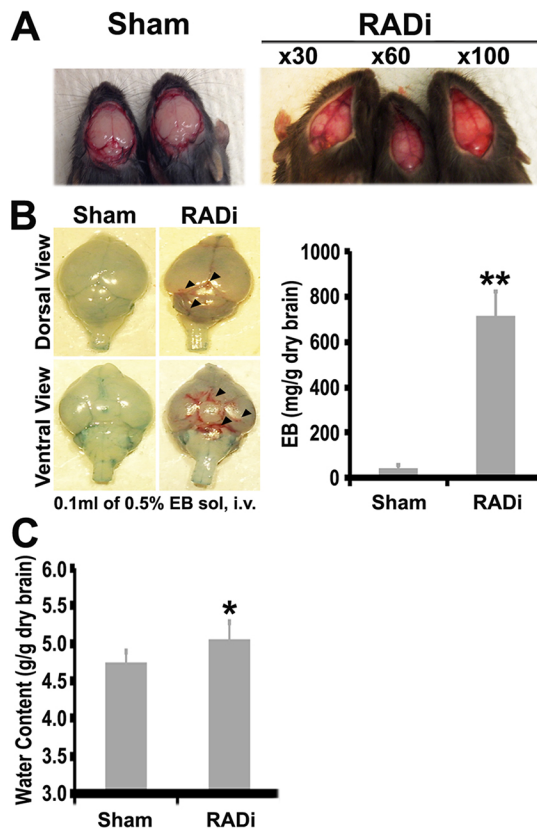 A
Sham
RADi
x30 x60 x100
B
Sham RADi
Dorsal View
Ventral View
0.1ml of 0.5% EB sol, i.v.
EB (mg/g dry brain)
1000
800
600
400
200
0
**
Sham RADi
C
Water Content (g/g dry brain)
6.0
5.5
5.0
4.5
4.0
3.5
3.0
*
Sham RADi